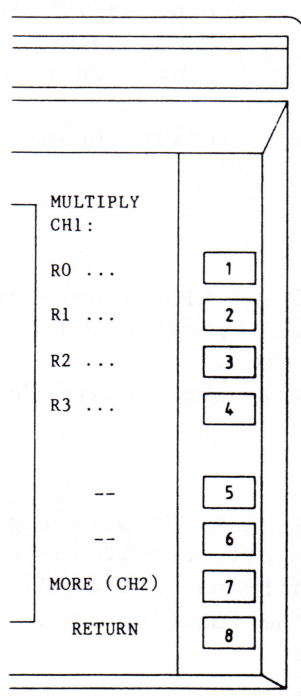 MULTIPLY
CH1:
R0 ... 1
R1 ... 2
R2 ... 3
R3 ... 4
-- 5
-- 6
MORE (CH2) 7
RETURN 8